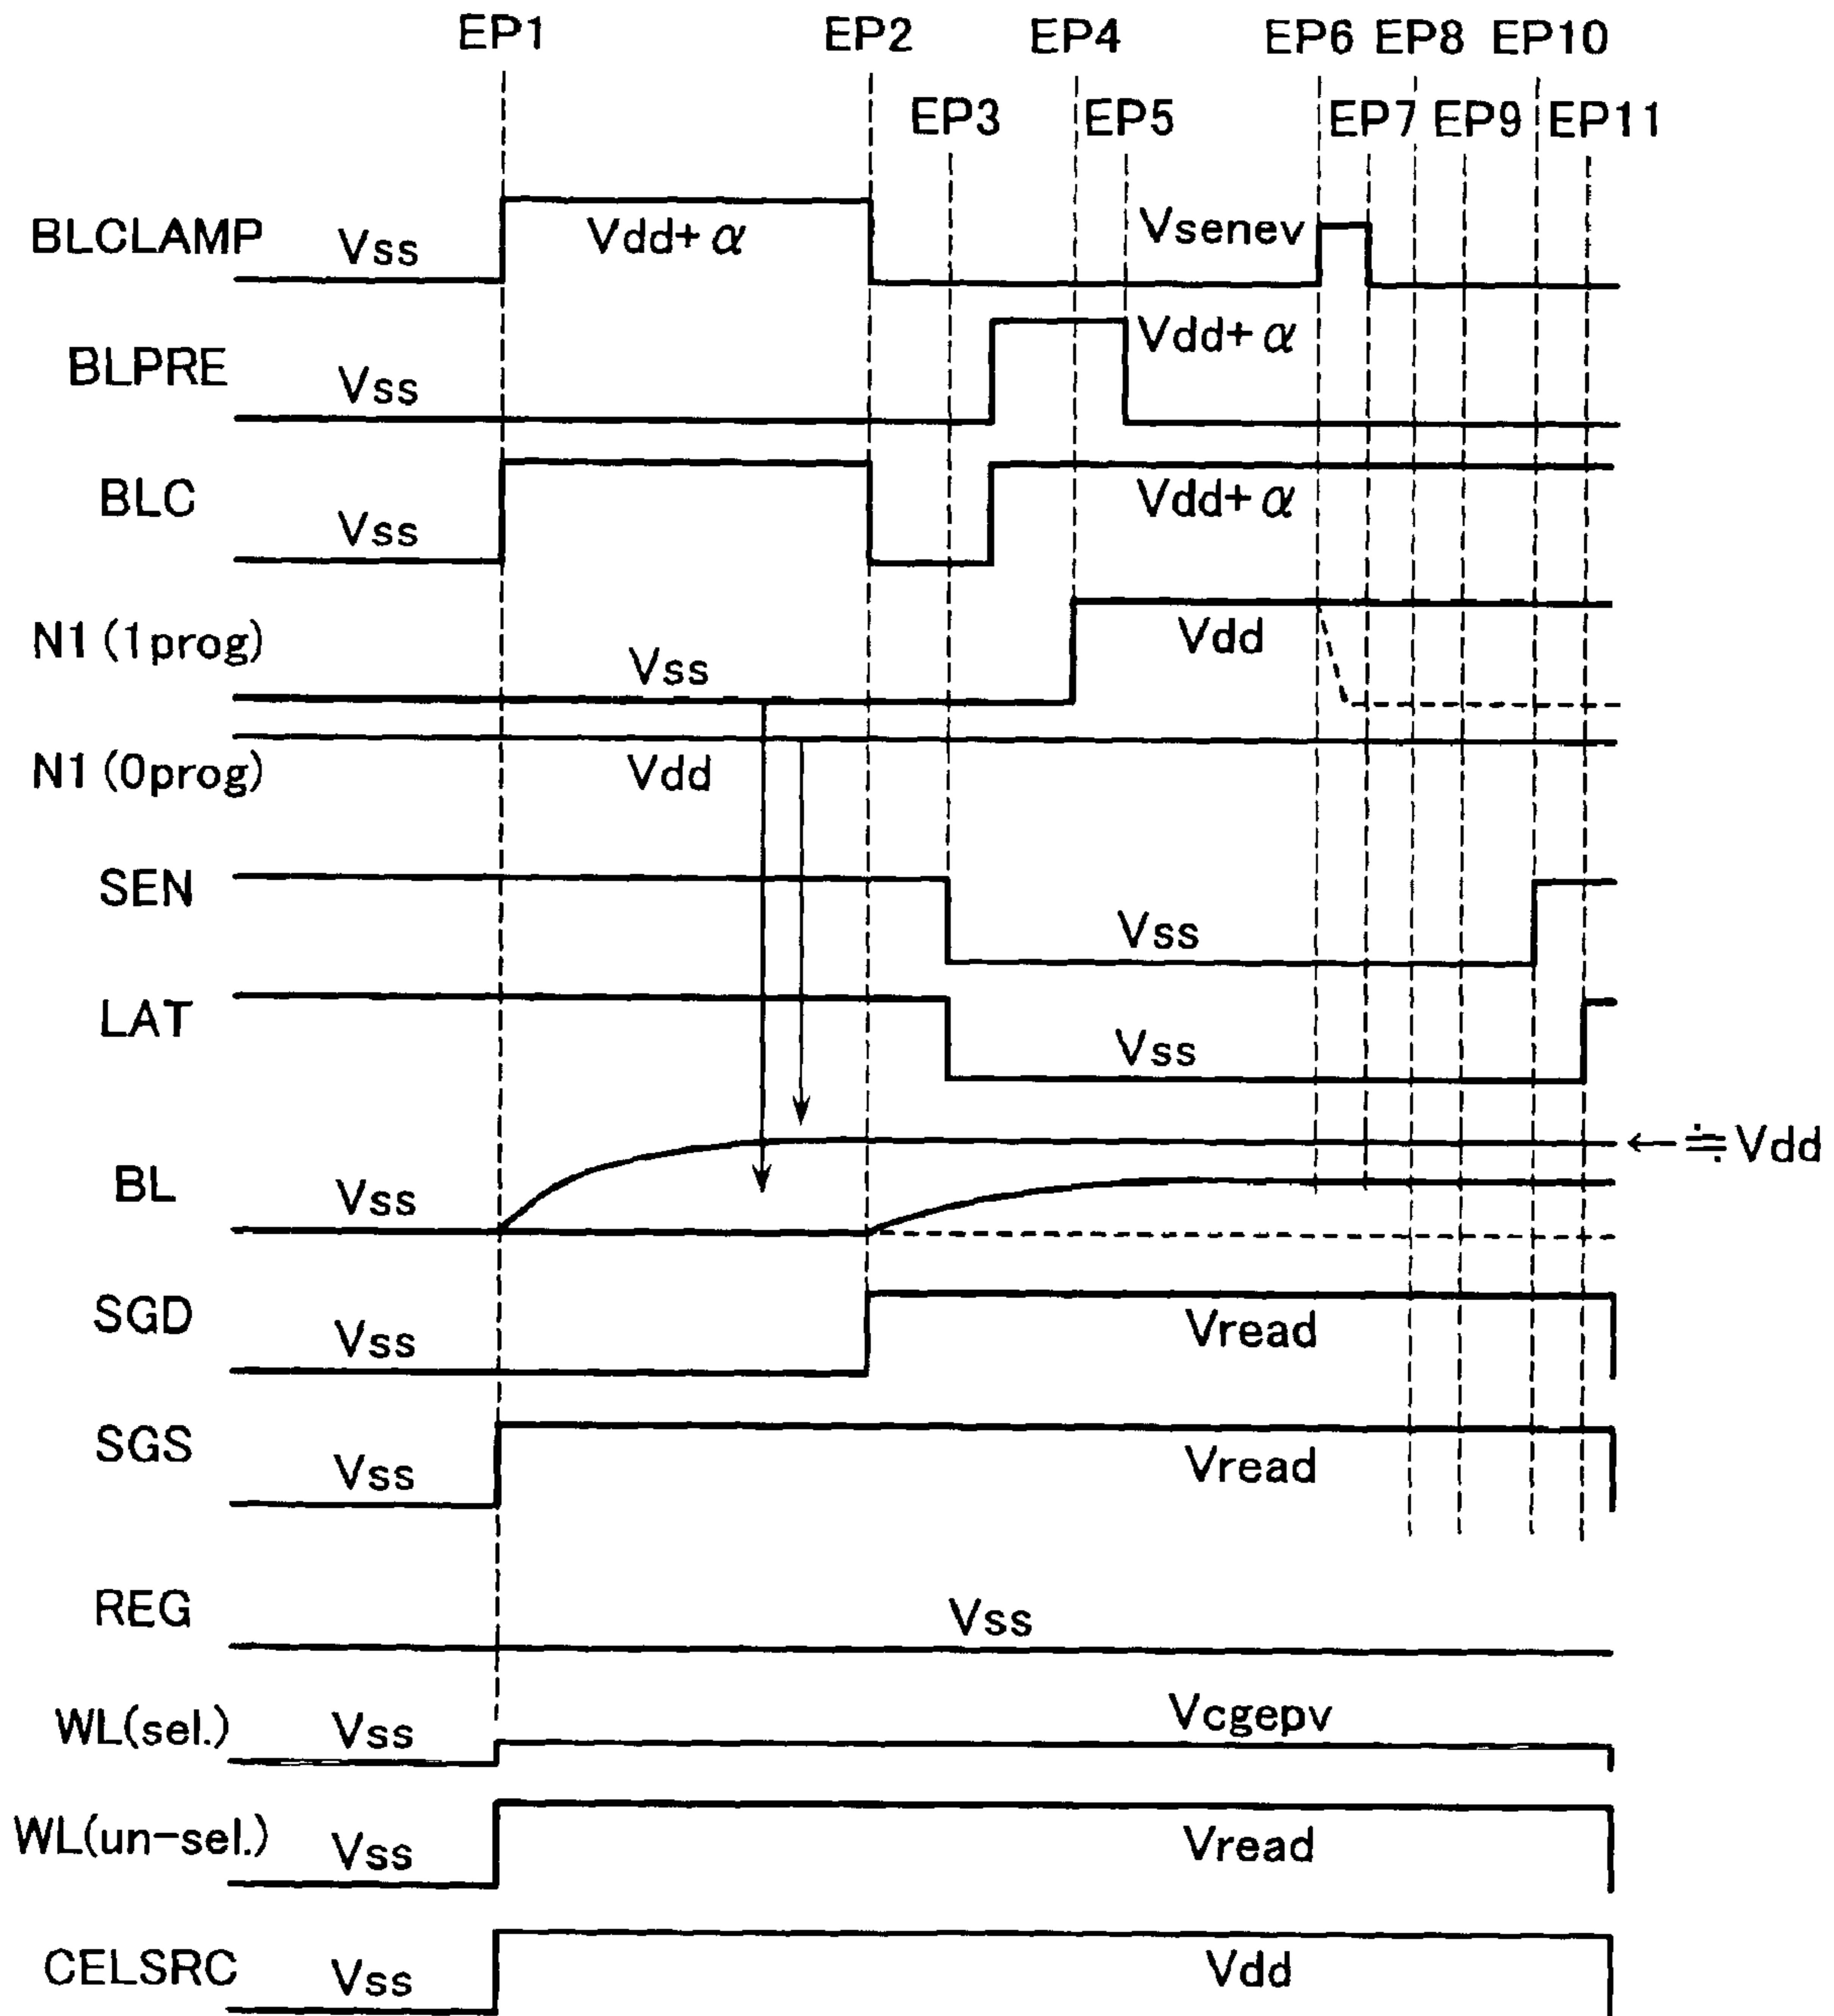 EP1 EP2 EP4 EP6 EP8 EP10
EP3 EP5 EP7 EP9 EP11
BLCLAMP Vss Vdd+α Vsenev
BLPRE Vss Vdd+α
BLC Vss Vdd+α
N1(1prog) Vss Vdd
N1(0prog) Vdd
SEN Vss
LAT Vss
BL Vss ←≒Vdd
SGD Vss Vread
SGS Vss Vread
REG Vss
WL(sel.) Vss Vcgepv
WL(un-sel.) Vss Vread
CELSRC Vss Vdd